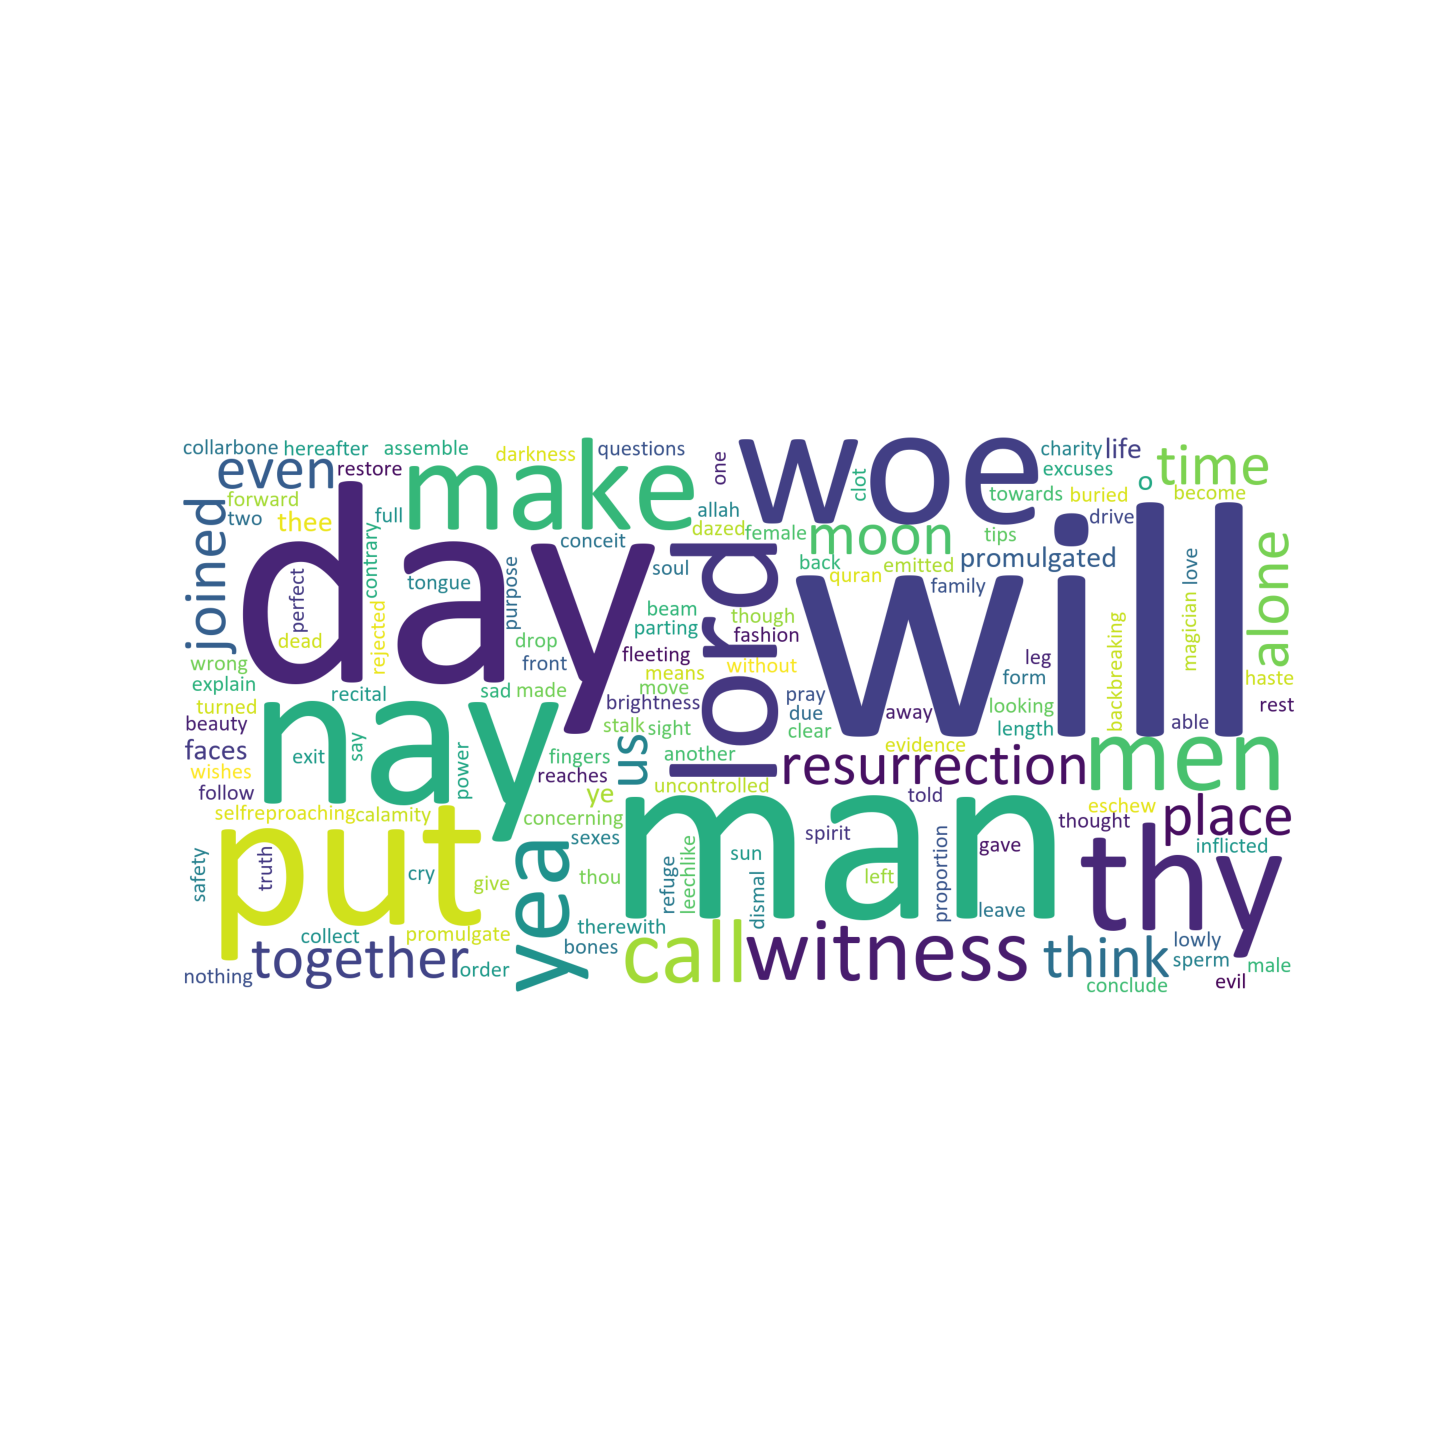 collarbone
hereafter
assemble
darkness
questions
woe
charity
life
even
restore
make
one
clot
excuses
time
forward
towards
buried
o
become
joined
two
thee
full
contrary
conceit
allah
dazed
female
moon
tips
drive
promulgated
alone
day
perfect
tongue
purpose
soul
lord
back
quran
emitted
family
will
love
magician
backbreaking
dead
rejected
drop
beam
parting
though
fashion
wrong
front
fleeting
means
without
leg
form
haste
explain
recital
sad
made
move
brightness
pray
due
clear
away
looking
length
able
rest
turned
beauty
nay
stalk
sight
faces
exit
say
power
fingers
us
another
evidence
men
wishes
reaches
resurrection
follow
ye
uncontrolled
told
eschew
place
selfreproaching
calamity
concerning
man
thought
put
sexes
spirit
gave
inflicted
safety
truth
cry
give
yea
thou
refuge
leechlike
sun
dismal
left
proportion
leave
thy
collect
promulgate
therewith
bones
call
witness
think
lowly
sperm
male
nothing
together
order
conclude
evil